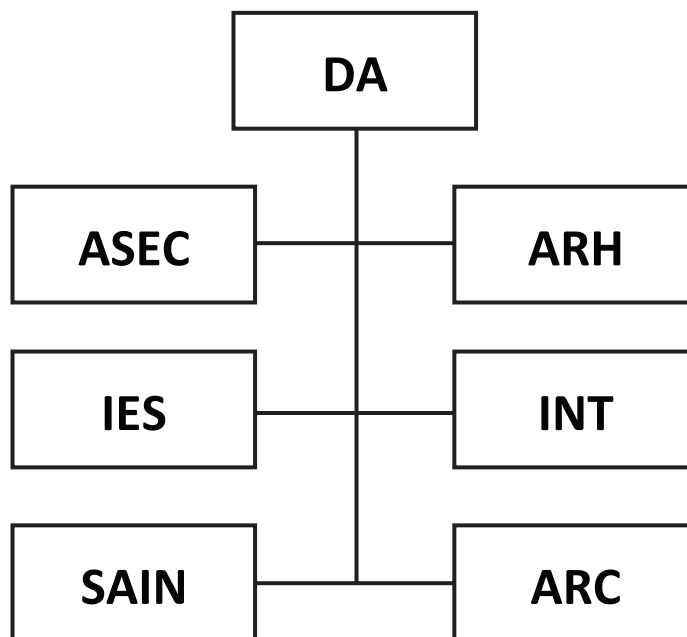 DA
ASEC
ARH
IES
INT
SAIN
ARC